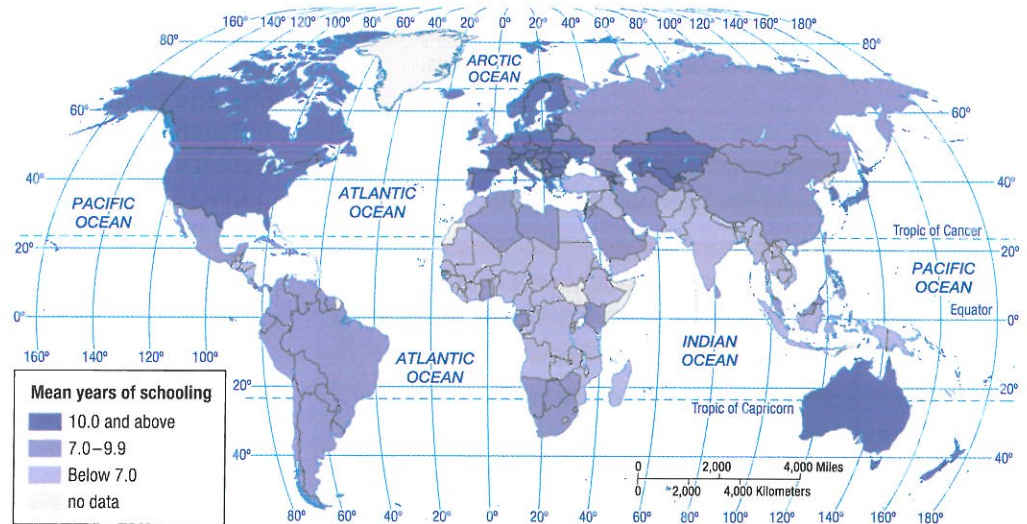 160° 140° 120° 100° 80° 60° 40° 20° 0° 20° 40° 60° 80° 100° 120° 140° 160° 180°
80° 80°
ARCTIC
OCEAN
60° 60°
40° 40°
PACIFIC
OCEAN
ATLANTIC
OCEAN
Tropic of Cancer
20° 20°
PACIFIC
OCEAN
Equator
0° 0°
INDIAN
OCEAN
160° 140° 120° 100°
ATLANTIC
OCEAN
20° 20°
Tropic of Capricorn
40° 40°
Mean years of schooling
10.0 and above
7.0–9.9
Below 7.0
no data
0 2,000 4,000 Miles
0 2,000 4,000 Kilometers
80° 60° 40° 20° 0° 20° 40° 60° 80° 100° 120° 140° 160° 180°